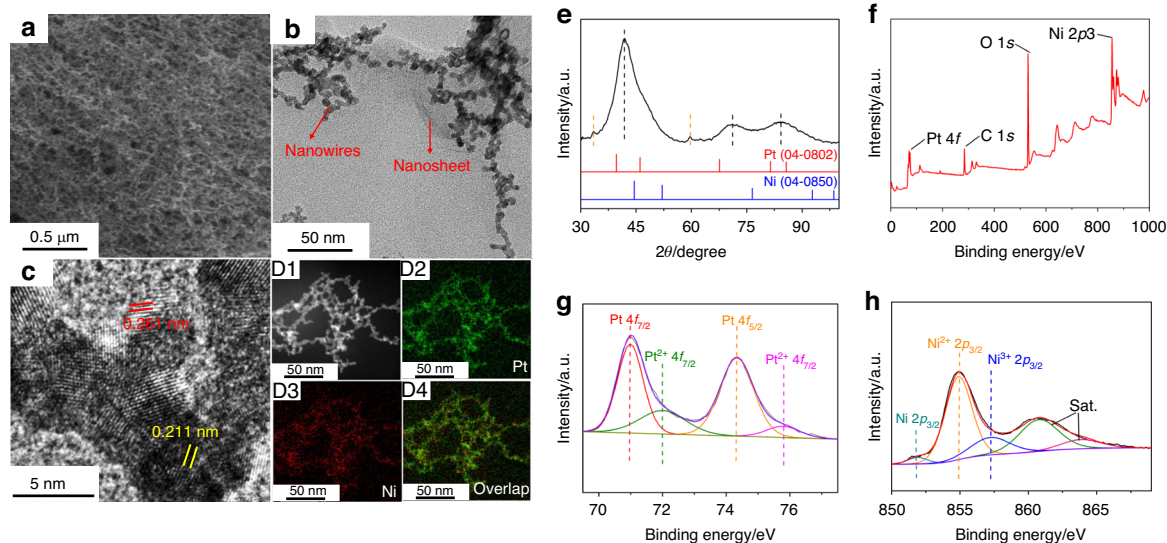 a
0.5 μm
b
Nanowires
Nanosheet
50 nm
c
0.261 nm
0.211 nm
5 nm
D1
50 nm
D2
50 nm
Pt
D3
50 nm
Ni
D4
50 nm
Overlap
e
Intensity/a.u.
Pt (04-0802)
Ni (04-0850)
30 45 60 75 90
2θ/degree
f
Intensity/a.u.
Pt 4f
C 1s
O 1s
Ni 2p3
0 200 400 600 800 1000
Binding energy/eV
g
Intensity/a.u.
Pt 4f7/2
Pt2+ 4f7/2
Pt 4f5/2
Pt2+ 4f7/2
70 72 74 76
Binding energy/eV
h
Intensity/a.u.
Ni 2p3/2
Ni2+ 2p3/2
Ni3+ 2p3/2
Sat.
850 855 860 865
Binding energy/eV